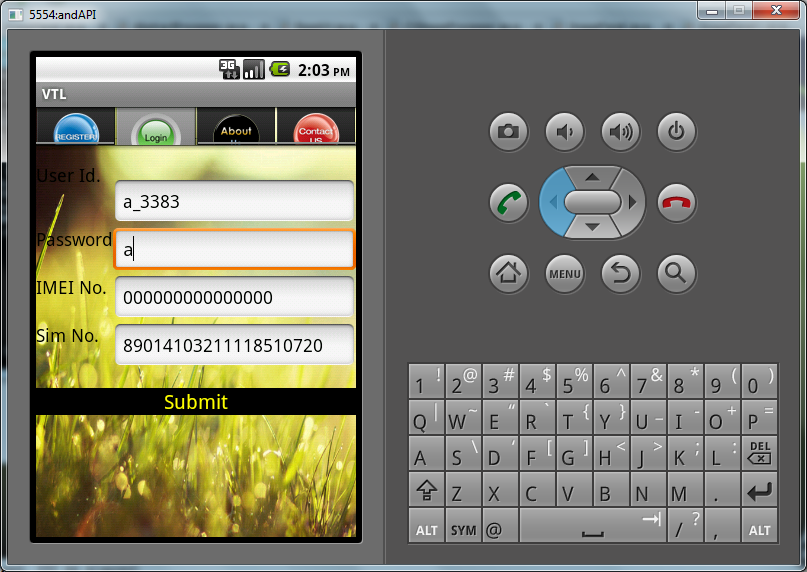 5554:andAPI
3G 2:03 PM
VTL
REGISTER Login About Us Contact US
User Id. a_3383
Password a
IMEI No. 000000000000000
Sim No. 89014103211118510720
Submit
MENU
1 ! 2 @ 3 # 4 $ 5 % 6 ^ 7 & 8 * 9 ( 0 )
Q | W ~ E “ R ` T { Y } U _ I - O + P =
A S \ D ‘ F [ G ] H < J > K ; L : DEL
Z X C V B N M .
ALT SYM @ / ? , ALT